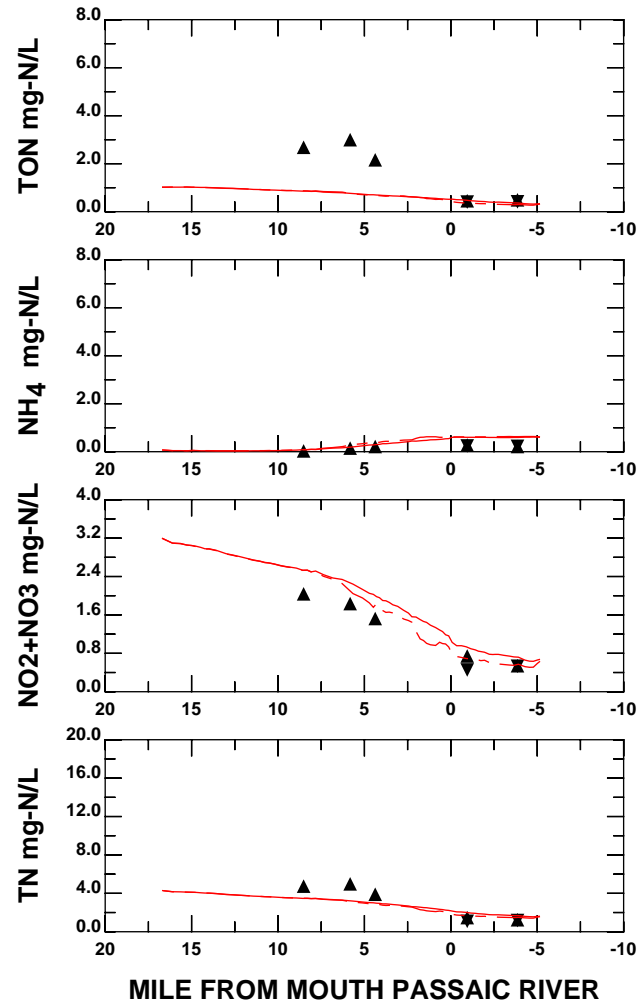 TON mg-N/L
8.0
6.0
4.0
2.0
0.0
20 15 10 5 0 -5 -10
NH4 mg-N/L
8.0
6.0
4.0
2.0
0.0
20 15 10 5 0 -5 -10
NO2+NO3 mg-N/L
4.0
3.2
2.4
1.6
0.8
0.0
20 15 10 5 0 -5 -10
TN mg-N/L
20.0
16.0
12.0
8.0
4.0
0.0
20 15 10 5 0 -5 -10
MILE FROM MOUTH PASSAIC RIVER